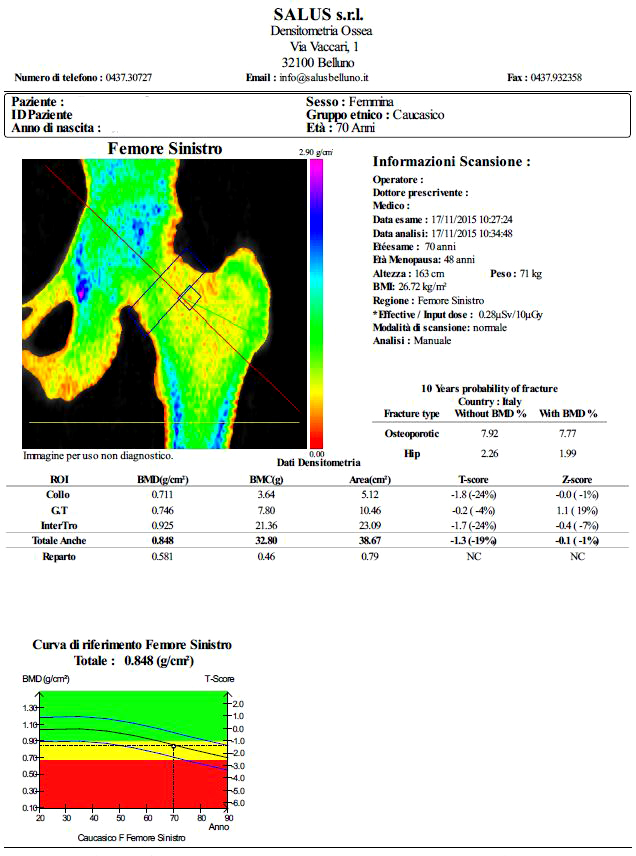 SALUS s.r.l.
Densitometria Ossea
Via Vaccari, 1
32100 Belluno
Numero di telefono : 0437.30727 Email : info@salusbelluno.it Fax : 0437.932358
Paziente : Sesso : Femmina
ID Paziente Gruppo etnico : Caucasico
Anno di nascita : Età : 70 Anni
Femore Sinistro
2.90 g/cm²
0.00
Immagine per uso non diagnostico.
Informazioni Scansione :
Operatore :
Dottore prescrivente :
Medico :
Data esame : 17/11/2015 10:27:24
Data analisi : 17/11/2015 10:34:48
Etéesame : 70 anni
Età Menopausa: 48 anni
Altezza : 163 cm Peso : 71 kg
BMI: 26.72 kg/m²
Regione : Femore Sinistro
*Effective / Input dose : 0.28µSv/10µGy
Modalità di scansione: normale
Analisi : Manuale
10 Years probability of fracture
Country : Italy
Fracture type Without BMD % With BMD %
Osteoporotic 7.92 7.77
Hip 2.26 1.99
Dati Densitometria
ROI BMD(g/cm²) BMC(g) Area(cm²) T-score Z-score
Collo 0.711 3.64 5.12 -1.8 (-24%) -0.0 ( -1%)
G.T 0.746 7.80 10.46 -0.2 ( -4%) 1.1 ( 19%)
InterTro 0.925 21.36 23.09 -1.7 (-24%) -0.4 ( -7%)
Totale Anche 0.848 32.80 38.67 -1.3 (-19%) -0.1 ( -1%)
Reparto 0.581 0.46 0.79 NC NC
Curva di riferimento Femore Sinistro
Totale : 0.848 (g/cm²)
BMD (g/cm²) T-Score
1.30
1.10
0.90
0.70
0.50
0.30
0.10
2.0
1.0
0.0
-1.0
-2.0
-3.0
-4.0
-5.0
-6.0
20 30 40 50 60 70 80 90
Anno
Caucasico F Femore Sinistro